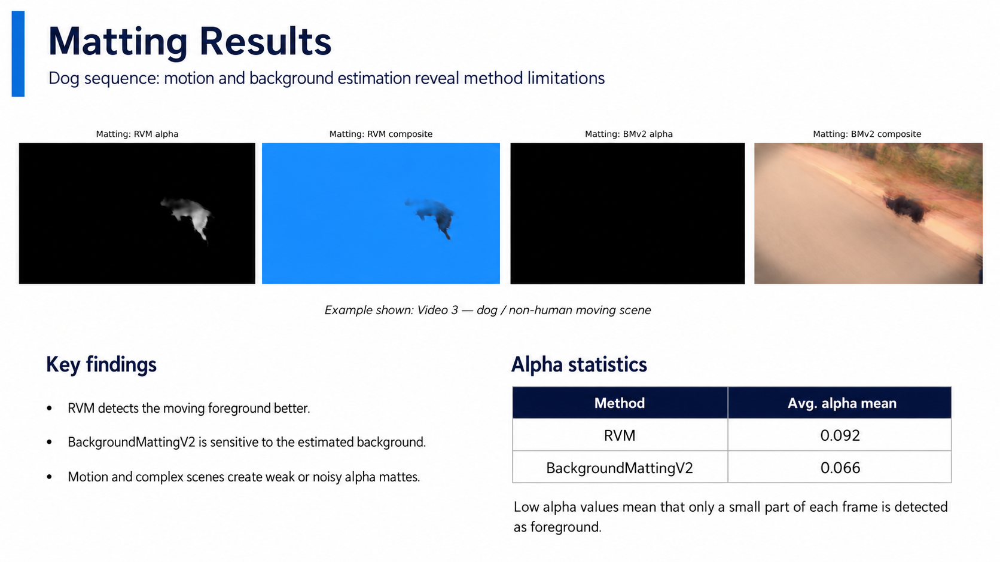 Matting Results
Dog sequence: motion and background estimation reveal method limitations
Matting: RVM alpha
Matting: RVM composite
Matting: BMv2 alpha
Matting: BMv2 composite
Example shown: Video 3 — dog / non-human moving scene
Key findings
• RVM detects the moving foreground better.
• BackgroundMattingV2 is sensitive to the estimated background.
• Motion and complex scenes create weak or noisy alpha mattes.
Alpha statistics
Method Avg. alpha mean
RVM 0.092
BackgroundMattingV2 0.066
Low alpha values mean that only a small part of each frame is detected
as foreground.